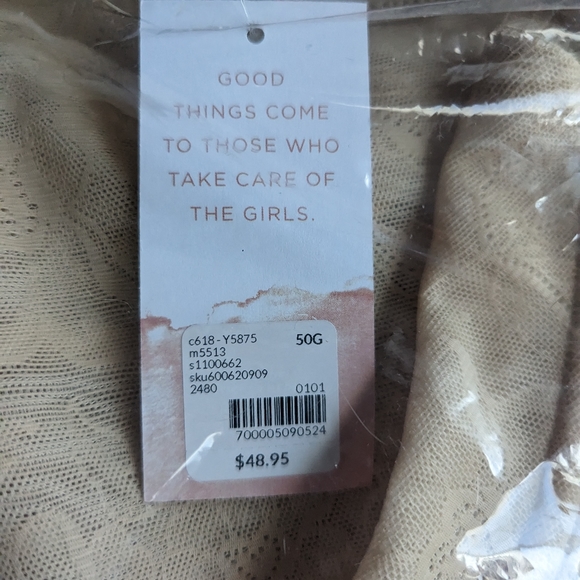 GOOD
THINGS COME
TO THOSE WHO
TAKE CARE OF
THE GIRLS.
c618-Y5875 50G
m5513
s1100662
sku600620909
2480 0101
700005090524
$48.95